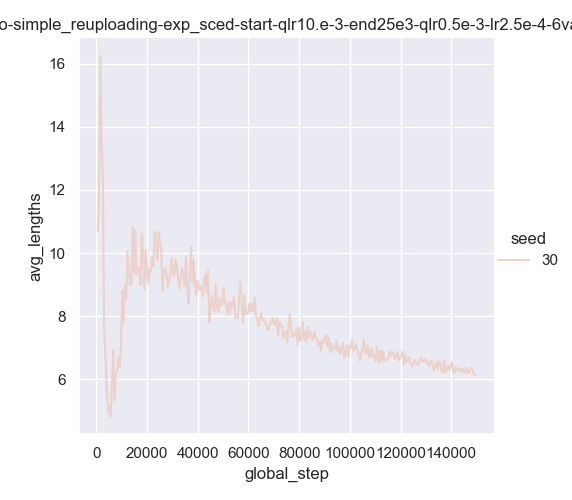 o-simple_reuploading-exp_sced-start-qlr10.e-3-end25e3-qlr0.5e-3-lr2.5e-4-6va
16
14
12
10
8
6
avg_lengths
0 20000 40000 60000 80000 100000 120000 140000
global_step
seed
30